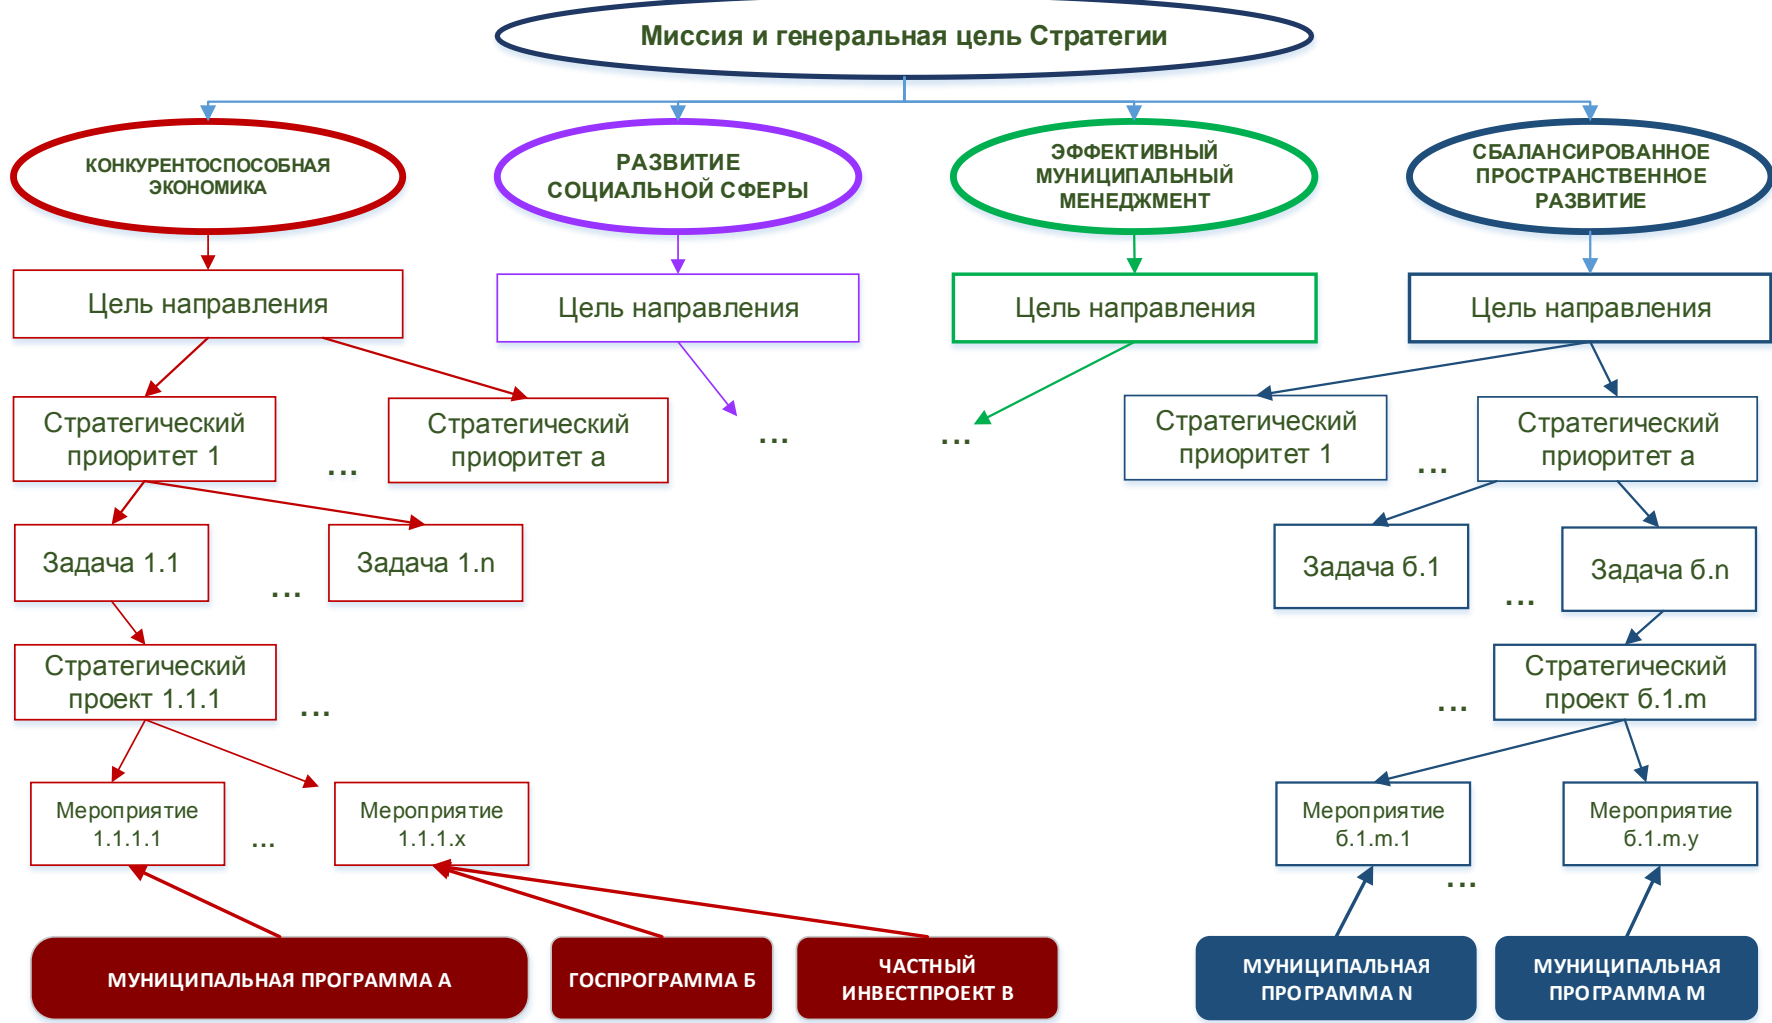 Миссия и генеральная цель Стратегии
КОНКУРЕНТОСПОСОБНАЯ
ЭКОНОМИКА
РАЗВИТИЕ
СОЦИАЛЬНОЙ СФЕРЫ
ЭФФЕКТИВНЫЙ
МУНИЦИПАЛЬНЫЙ
МЕНЕДЖМЕНТ
СБАЛАНСИРОВАННОЕ
ПРОСТРАНСТВЕННОЕ
РАЗВИТИЕ
Цель направления
Цель направления
Цель направления
Цель направления
Стратегический
приоритет 1
...
Стратегический
приоритет а
...
...
Стратегический
приоритет 1
...
Стратегический
приоритет а
Задача 1.1
...
Задача 1.n
Задача б.1
...
Задача б.n
Стратегический
проект 1.1.1
...
...
Стратегический
проект б.1.m
Мероприятие
1.1.1.1
...
Мероприятие
1.1.1.x
Мероприятие
б.1.m.1
...
Мероприятие
б.1.m.y
МУНИЦИПАЛЬНАЯ ПРОГРАММА А
ГОСПРОГРАММА Б
ЧАСТНЫЙ
ИНВЕСТПРОЕКТ В
МУНИЦИПАЛЬНАЯ
ПРОГРАММА N
МУНИЦИПАЛЬНАЯ
ПРОГРАММА M